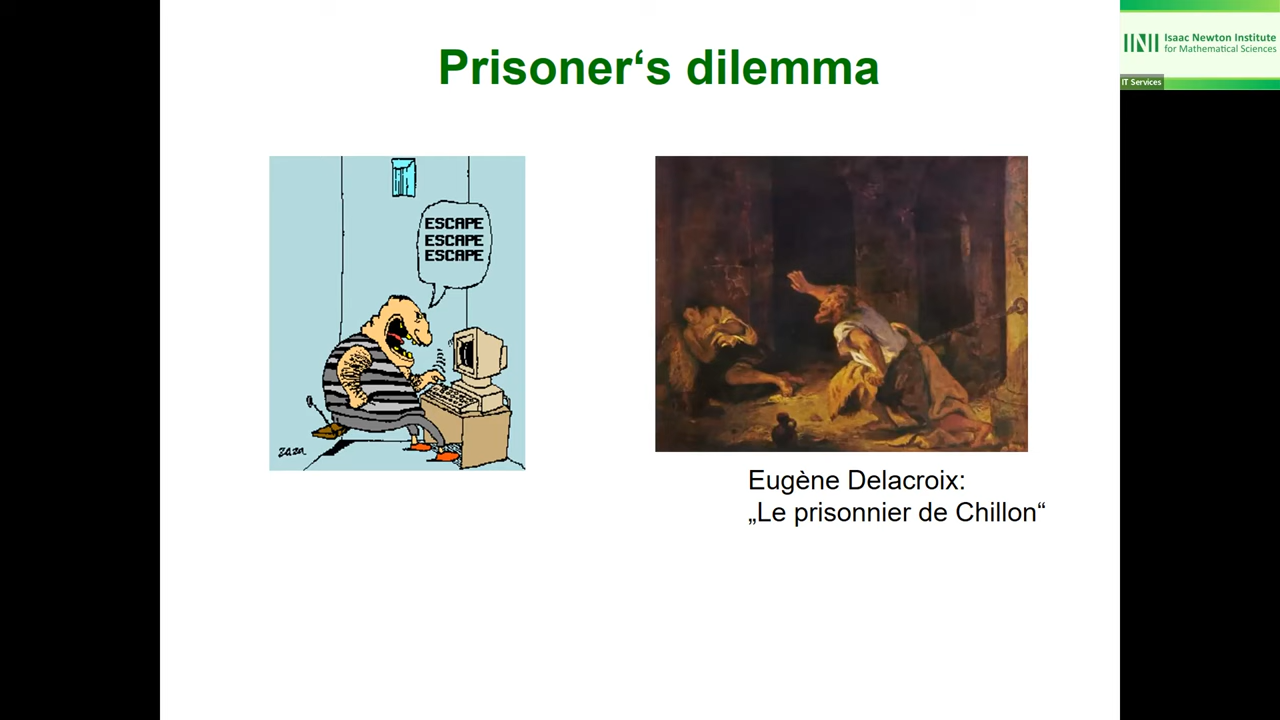 Prisoner‘s dilemma
Isaac Newton Institute
for Mathematical Sciences
IT Services
ESCAPE
ESCAPE
ESCAPE
zaza
Eugène Delacroix:
„Le prisonnier de Chillon“